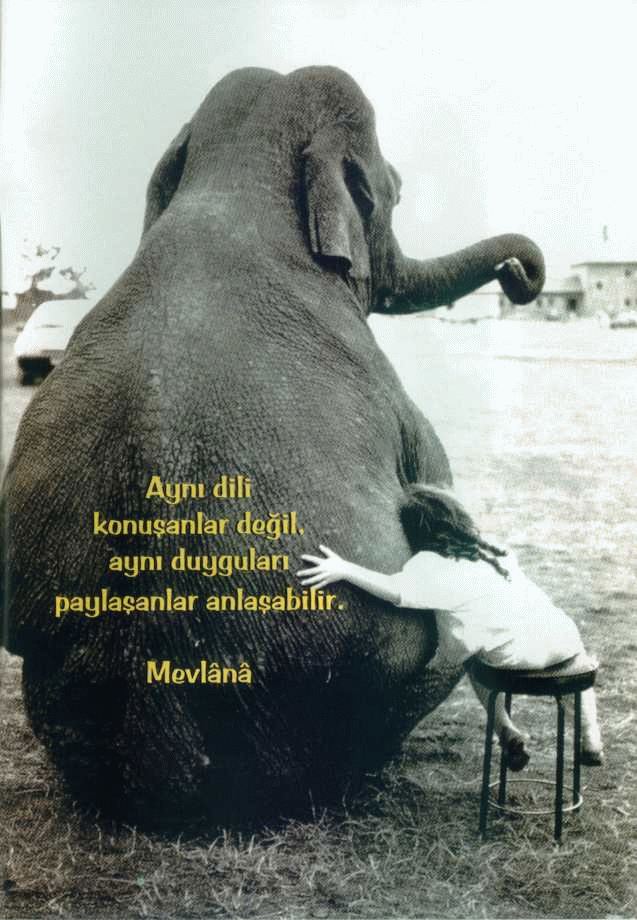 Aynı dili
konuşanlar değil,
aynı duyguları
paylaşanlar anlaşabilir.
Mevlânâ